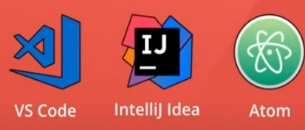 IJ
VS Code
IntelliJ Idea
Atom